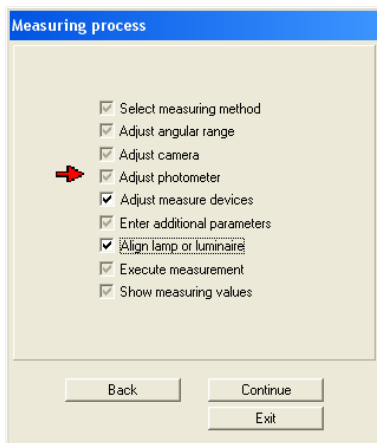 Measuring process
Select measuring method
Adjust angular range
Adjust camera
Adjust photometer
Adjust measure devices
Enter additional parameters
Align lamp or luminaire
Execute measurement
Show measuring values
Back Continue
Exit